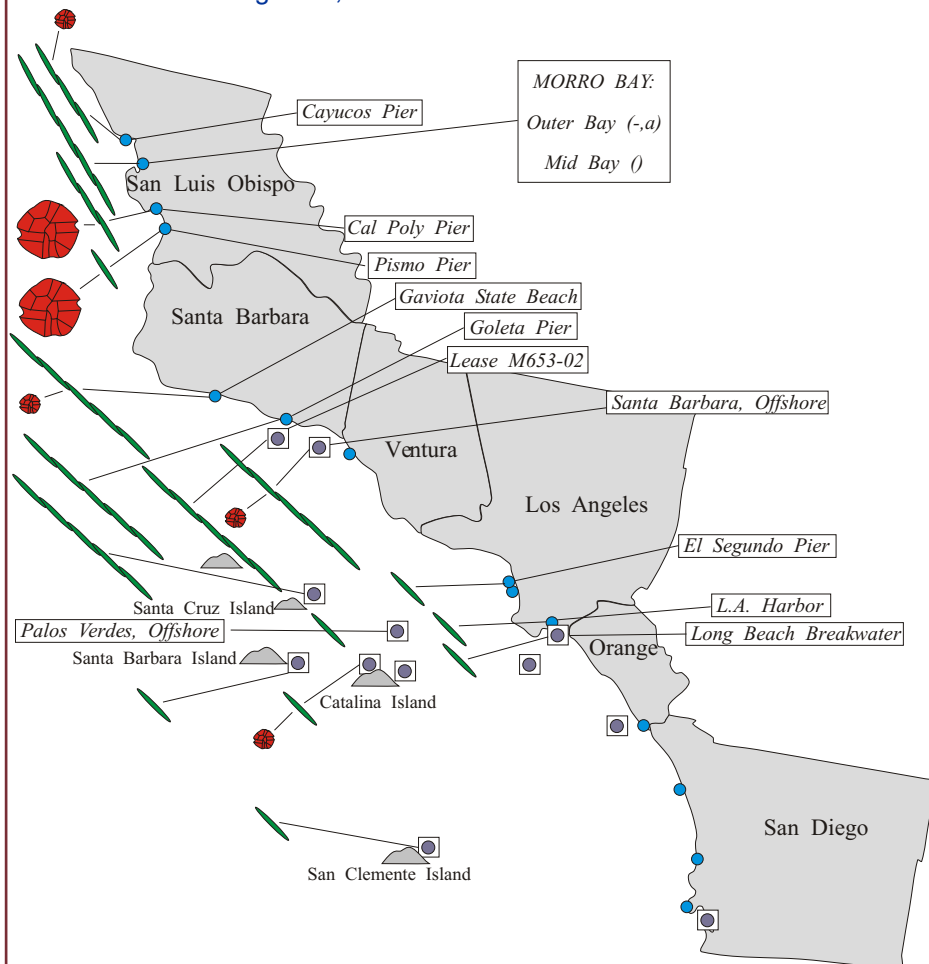 MORRO BAY:
Outer Bay (-,a)
Mid Bay ()
Cayucos Pier
San Luis Obispo
Cal Poly Pier
Pismo Pier
Gaviota State Beach
Santa Barbara
Goleta Pier
Lease M653-02
Santa Barbara, Offshore
Ventura
Los Angeles
El Segundo Pier
Santa Cruz Island
L.A. Harbor
Palos Verdes, Offshore
Long Beach Breakwater
Orange
Santa Barbara Island
Catalina Island
San Diego
San Clemente Island